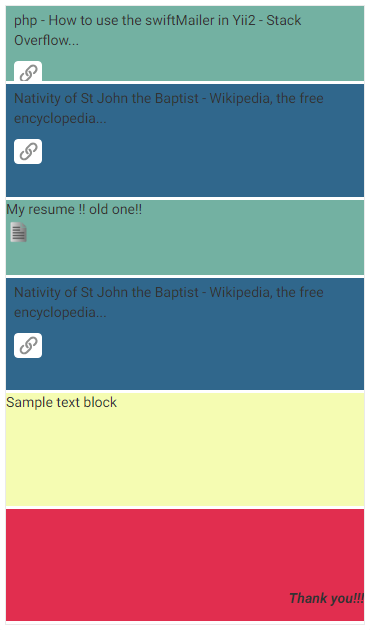 php - How to use the swiftMailer in Yii2 - Stack
Overflow...
Nativity of St John the Baptist - Wikipedia, the free
encyclopedia...
My resume !! old one!!
Nativity of St John the Baptist - Wikipedia, the free
encyclopedia...
Sample text block
Thank you!!!